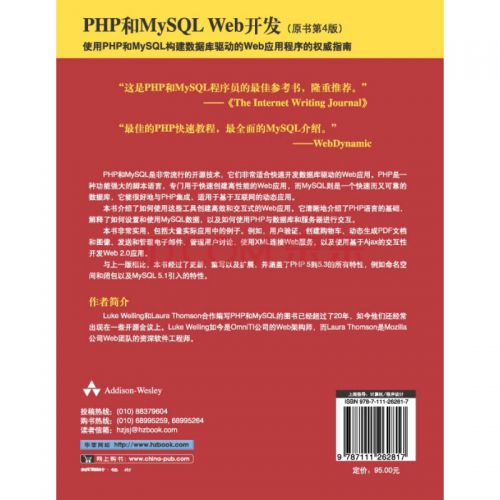 PHP和MySQL Web开发（原书第4版）
使用PHP和MySQL构建数据库驱动的Web应用程序的权威指南
“这是PHP和MySQL程序员的最佳参考书，隆重推荐。”
——《The Internet Writing Journal》
“最佳的PHP快速教程，最全面的MySQL介绍。”
——WebDynamic
PHP和MySQL是非常流行的开源技术，它们非常适合快速开发数据库驱动的Web应用。PHP是一
种功能强大的脚本语言，专门用于快速创建高性能的Web应用，而MySQL则是一个快速而又可靠的
数据库，它能很好地与PHP集成，适用于基于互联网的动态应用。
本书介绍了如何使用这些工具创建高效和交互式的Web应用。它清晰地介绍了PHP语言的基础，
解释了如何设置和使用MySQL数据，以及如何使用PHP与数据库和服务器进行交互。
本书非常实用，包括大量实际应用中的例子。例如，用户验证，创建购物车，动态生成PDF文档
和图像，发送和管理电子邮件，管理用户讨论，使用XML连接Web服务，以及使用基于Ajax的交互性
开发Web 2.0应用。
与上一版相比，本书经过了更新、重写以及扩展，并涵盖了PHP 5到5.3的所有特性，例如命名空
间和闭包以及MySQL 5.1引入的特性。
作者简介
Luke Welling和Laura Thomson合作编写PHP和MySQL的图书已经超过了20年，如今他们还经常
出现在一些开源会议上。Luke Welling如今是OmniTI公司的Web架构师，而Laura Thomson是Mozilla
公司Web团队的资深软件工程师。
Addison-Wesley
投稿热线：(010) 88379604
购书热线：(010) 68995259, 68995264
读者信箱：hzjsj@hzbook.com
华章网站 http://www.hzbook.com
网上购书：www.china-pub.com
上架指导：计算机/程序设计
ISBN 978-7-111-26281-7
9 787111 262817
定价：95.00元